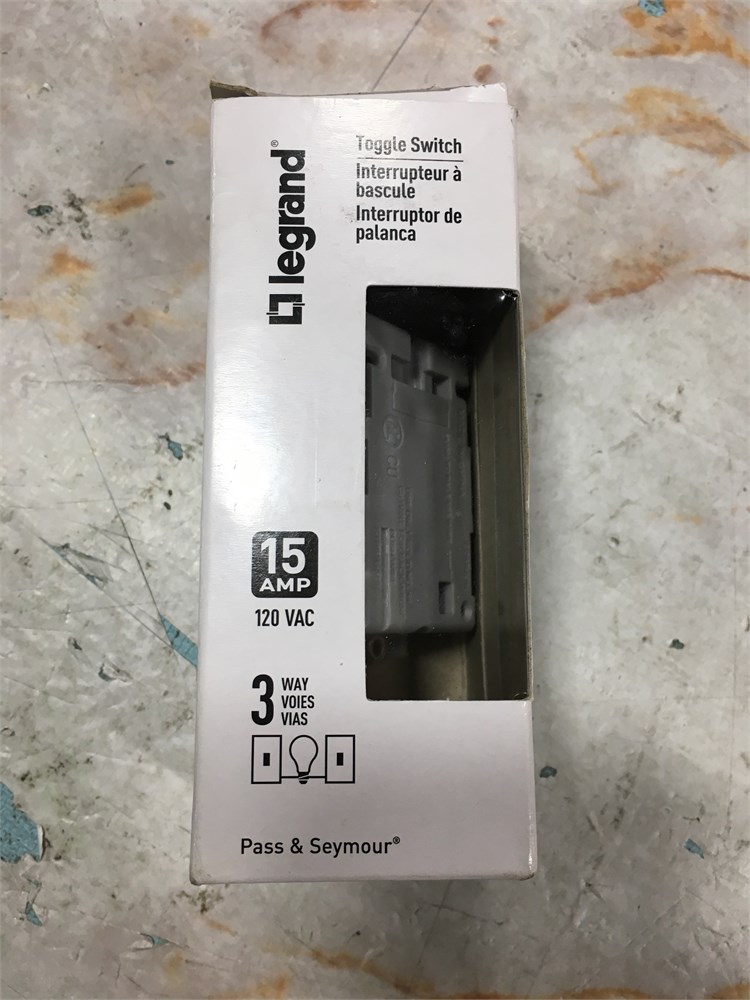 legrand®
Toggle Switch
Interrupteur à
bascule
Interruptor de
palanca
15
AMP
120 VAC
3 WAY
VOIES
VIAS
Pass & Seymour®